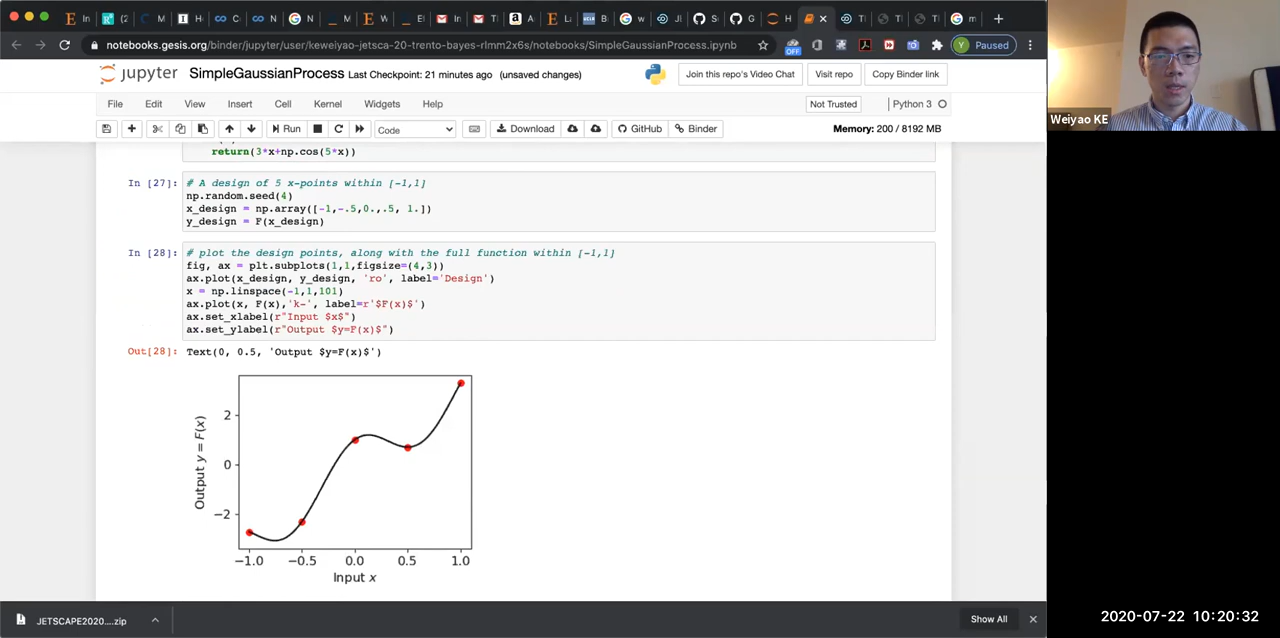 notebooks.gesis.org/binder/jupyter/user/keweiyao-jetsca-20-trento-bayes-rlmm2x6s/notebooks/SimpleGaussianProcess.ipynb
OFF
Y Paused
jupyter SimpleGaussianProcess Last Checkpoint: 21 minutes ago (unsaved changes)
Join this repo's Video Chat Visit repo Copy Binder link
File Edit View Insert Cell Kernel Widgets Help
Not Trusted Python 3
Run Code Download GitHub Binder Memory: 200 / 8192 MB
return(3*x+np.cos(5*x))
In [27]: # A design of 5 x-points within [-1,1]
np.random.seed(4)
x_design = np.array([-1,-.5,0.,.5, 1.])
y_design = F(x_design)
In [28]: # plot the design points, along with the full function within [-1,1]
fig, ax = plt.subplots(1,1,figsize=(4,3))
ax.plot(x_design, y_design, 'ro', label='Design')
x = np.linspace(-1,1,101)
ax.plot(x, F(x),'k-', label=r'$F(x)$')
ax.set_xlabel(r"Input $x$")
ax.set_ylabel(r"Output $y=F(x)$")
Out[28]: Text(0, 0.5, 'Output $y=F(x)$')
Output y = F(x)
2
0
−2
−1.0 −0.5 0.0 0.5 1.0
Input x
JETSCAPE2020....zip
Show All
Weiyao KE
2020-07-22 10:20:32